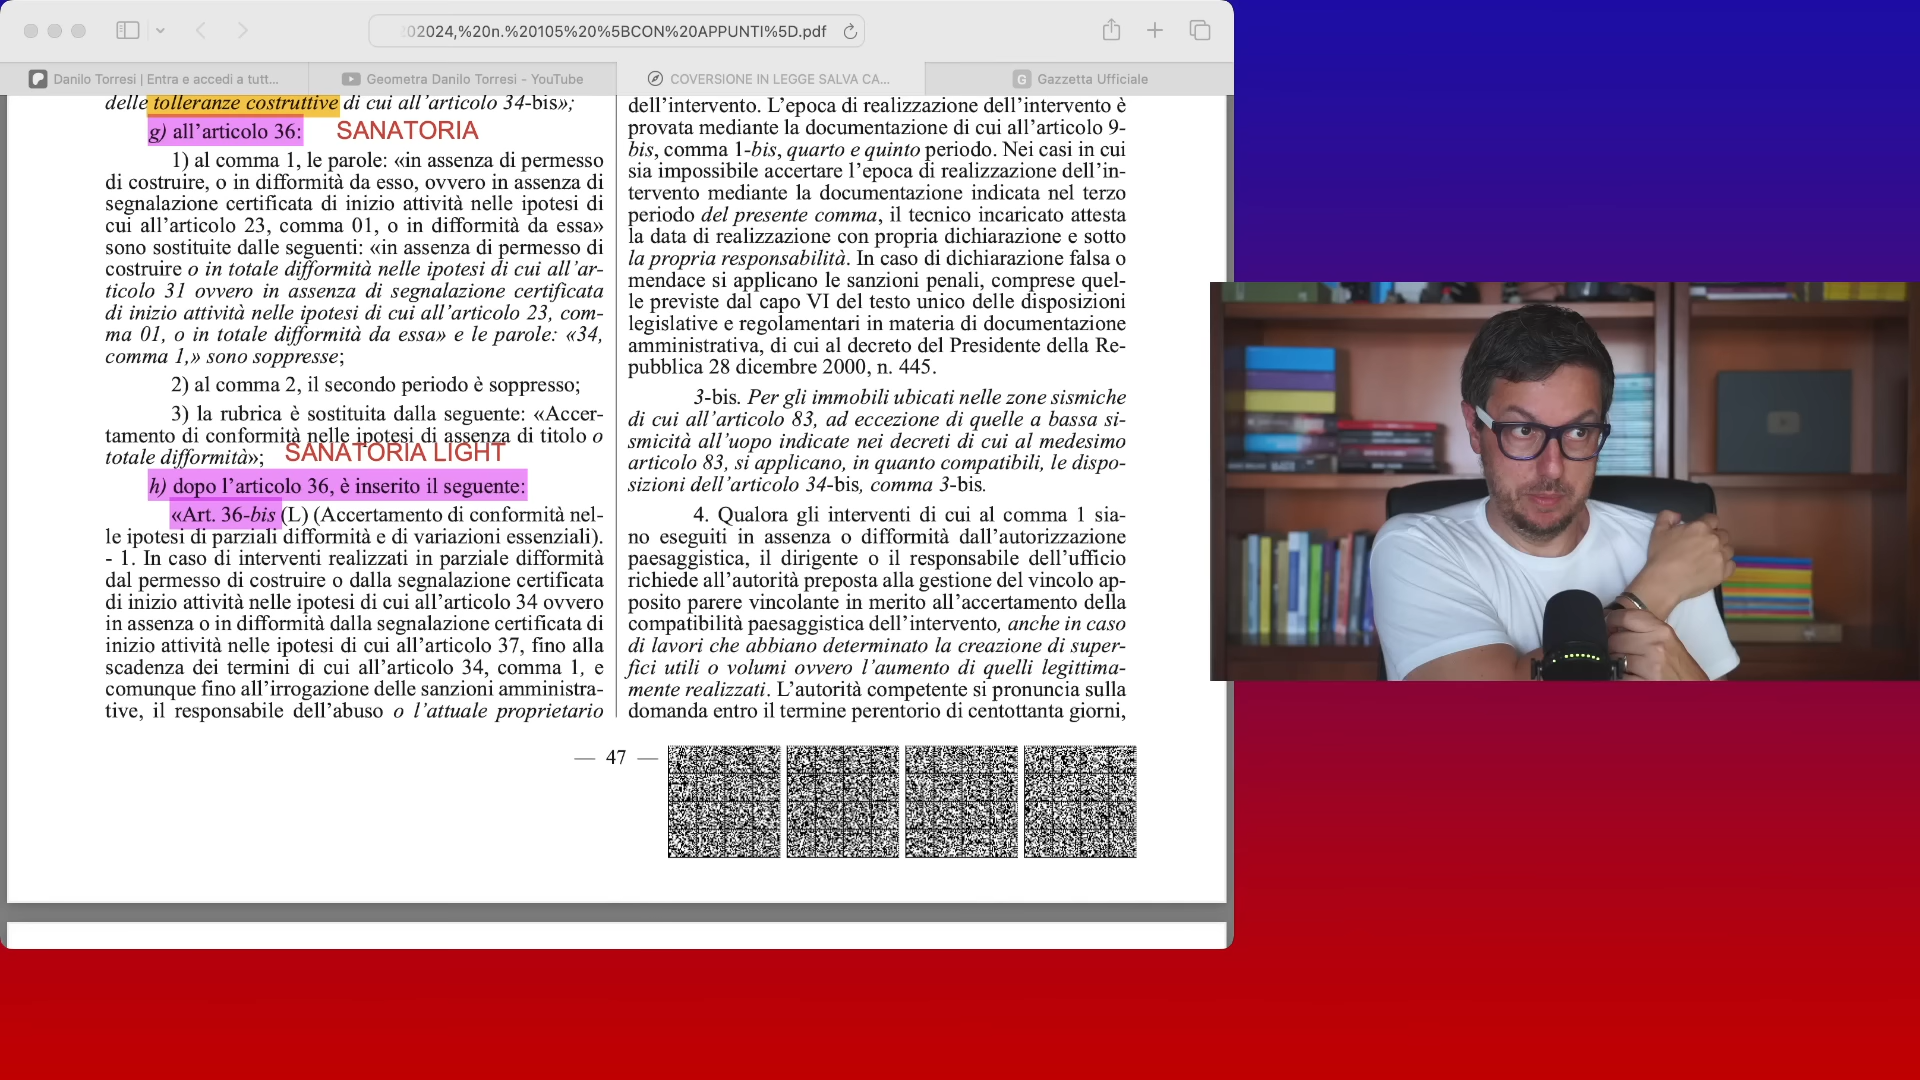 02024,%20n.%20105%20%5BCON%20APPUNTI%5D.pdf
Danilo Torresi | Entra e accedi a tutt...
Geometra Danilo Torresi - YouTube
COVERSIONE IN LEGGE SALVA CA...
G Gazzetta Ufficiale
delle tolleranze costruttive di cui all'articolo 34-bis»;
g) all'articolo 36: SANATORIA
1) al comma 1, le parole: «in assenza di permesso
di costruire, o in difformità da esso, ovvero in assenza di
segnalazione certificata di inizio attività nelle ipotesi di
cui all'articolo 23, comma 01, o in difformità da essa»
sono sostituite dalle seguenti: «in assenza di permesso di
costruire o in totale difformità nelle ipotesi di cui all'ar-
ticolo 31 ovvero in assenza di segnalazione certificata
di inizio attività nelle ipotesi di cui all'articolo 23, com-
ma 01, o in totale difformità da essa» e le parole: «34,
comma 1,» sono soppresse;
2) al comma 2, il secondo periodo è soppresso;
3) la rubrica è sostituita dalla seguente: «Accer-
tamento di conformità nelle ipotesi di assenza di titolo o
totale difformità»; SANATORIA LIGHT
h) dopo l'articolo 36, è inserito il seguente:
«Art. 36-bis (L) (Accertamento di conformità nel-
le ipotesi di parziali difformità e di variazioni essenziali).
- 1. In caso di interventi realizzati in parziale difformità
dal permesso di costruire o dalla segnalazione certificata
di inizio attività nelle ipotesi di cui all'articolo 34 ovvero
in assenza o in difformità dalla segnalazione certificata di
inizio attività nelle ipotesi di cui all'articolo 37, fino alla
scadenza dei termini di cui all'articolo 34, comma 1, e
comunque fino all'irrogazione delle sanzioni amministra-
tive, il responsabile dell'abuso o l'attuale proprietario
dell'intervento. L'epoca di realizzazione dell'intervento è
provata mediante la documentazione di cui all'articolo 9-
bis, comma 1-bis, quarto e quinto periodo. Nei casi in cui
sia impossibile accertare l'epoca di realizzazione dell'in-
tervento mediante la documentazione indicata nel terzo
periodo del presente comma, il tecnico incaricato attesta
la data di realizzazione con propria dichiarazione e sotto
la propria responsabilità. In caso di dichiarazione falsa o
mendace si applicano le sanzioni penali, comprese quel-
le previste dal capo VI del testo unico delle disposizioni
legislative e regolamentari in materia di documentazione
amministrativa, di cui al decreto del Presidente della Re-
pubblica 28 dicembre 2000, n. 445.
3-bis. Per gli immobili ubicati nelle zone sismiche
di cui all'articolo 83, ad eccezione di quelle a bassa si-
smicità all'uopo indicate nei decreti di cui al medesimo
articolo 83, si applicano, in quanto compatibili, le dispo-
sizioni dell'articolo 34-bis, comma 3-bis.
4. Qualora gli interventi di cui al comma 1 sia-
no eseguiti in assenza o difformità dall'autorizzazione
paesaggistica, il dirigente o il responsabile dell'ufficio
richiede all'autorità preposta alla gestione del vincolo ap-
posito parere vincolante in merito all'accertamento della
compatibilità paesaggistica dell'intervento, anche in caso
di lavori che abbiano determinato la creazione di super-
fici utili o volumi ovvero l'aumento di quelli legittima-
mente realizzati. L'autorità competente si pronuncia sulla
domanda entro il termine perentorio di centottanta giorni,
— 47 —